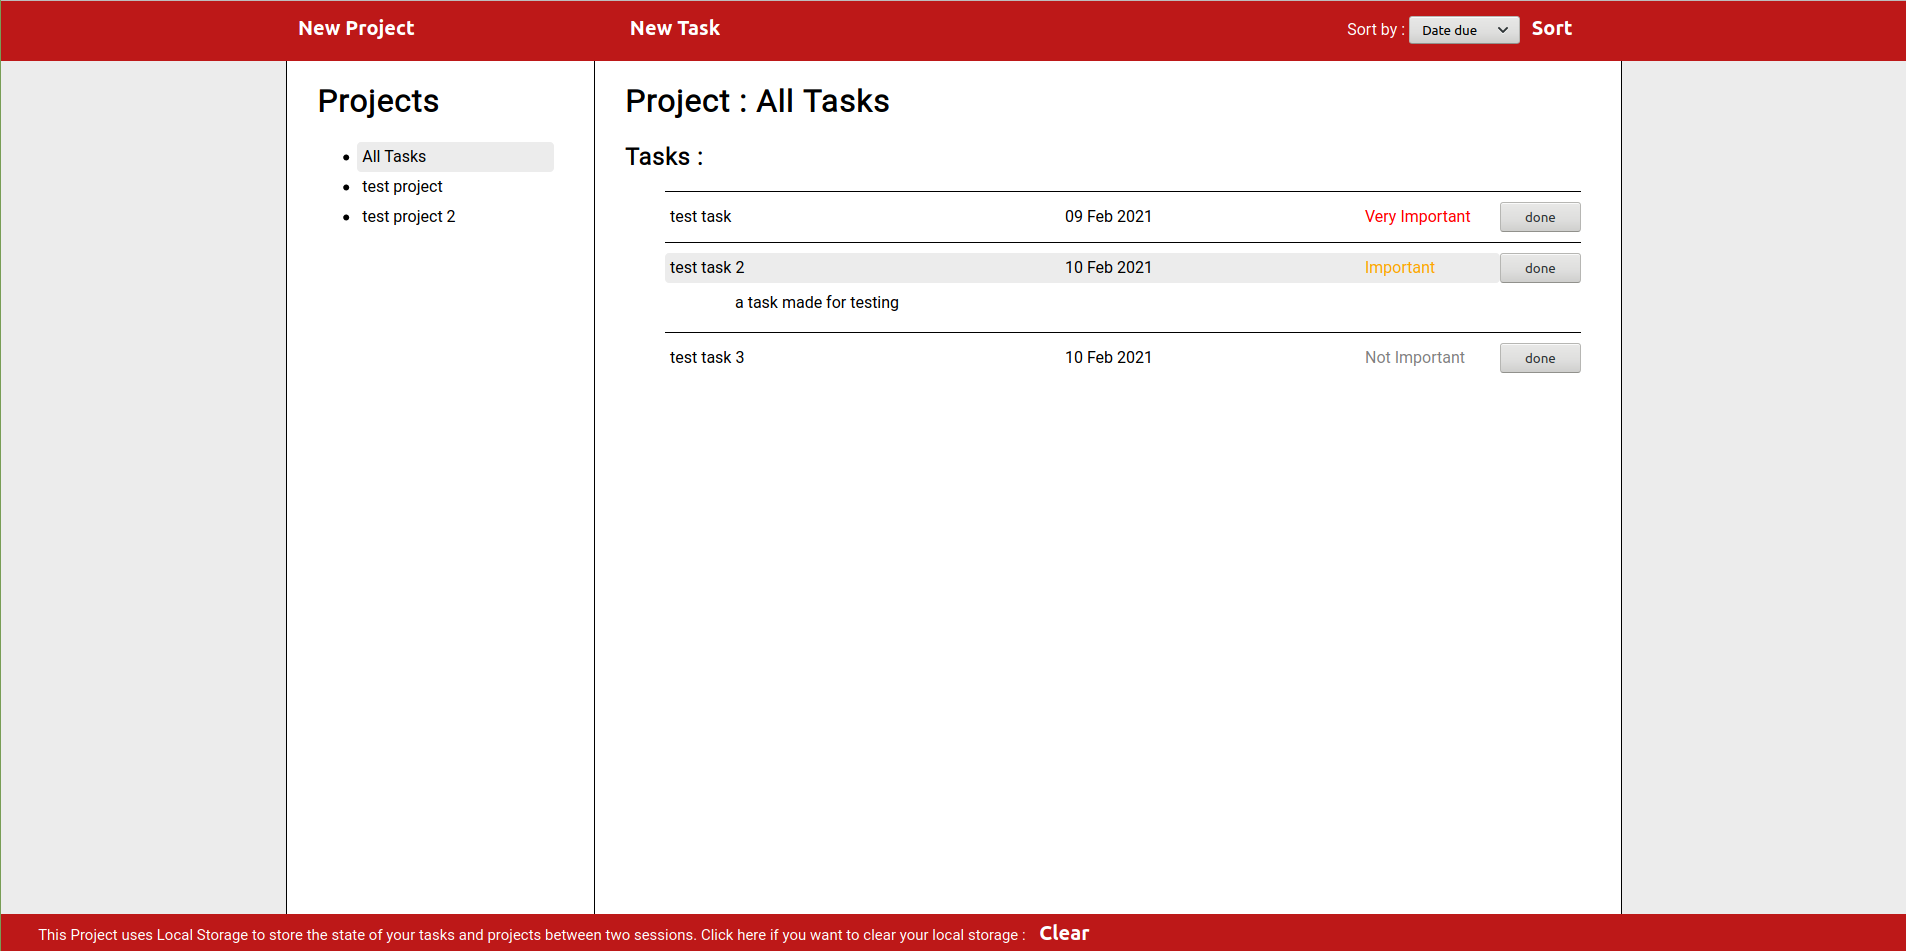 New Project New Task Sort by : Date due Sort
Projects
All Tasks
test project
test project 2
Project : All Tasks
Tasks :
test task 09 Feb 2021 Very Important done
test task 2 10 Feb 2021 Important done
a task made for testing
test task 3 10 Feb 2021 Not Important done
This Project uses Local Storage to store the state of your tasks and projects between two sessions. Click here if you want to clear your local storage : Clear